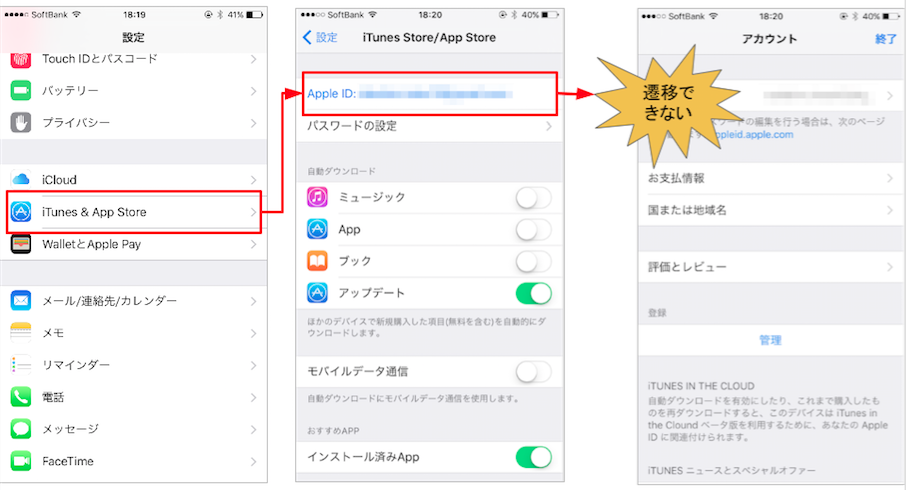 SoftBank 18:19 41%
設定
Touch IDとパスコード
バッテリー
プライバシー
iCloud
iTunes & App Store
WalletとApple Pay
メール/連絡先/カレンダー
メモ
リマインダー
電話
メッセージ
FaceTime
SoftBank 18:20 40%
設定 iTunes Store/App Store
Apple ID:
パスワードの設定
自動ダウンロード
ミュージック
App
ブック
アップデート
ほかのデバイスで新規購入した項目(無料を含む)を自動的にダ
ウンロードします。
モバイルデータ通信
自動ダウンロードにモバイルデータ通信を使用します。
おすすめAPP
インストール済みApp
SoftBank 18:20 40%
アカウント 終了
遷移で
きない
スワードの編集を行う場合は、次のページ
ppleid.apple.com
お支払情報
国または地域名
評価とレビュー
登録
管理
iTUNES IN THE CLOUD
自動ダウンロードを有効にしたり、これまで購入したも
のを再ダウンロードすると、このデバイスは iTunes in
the Clound ベータ版を利用するために、あなたの Apple
ID に関連付けられます。
iTUNES ニュースとスペシャルオファー